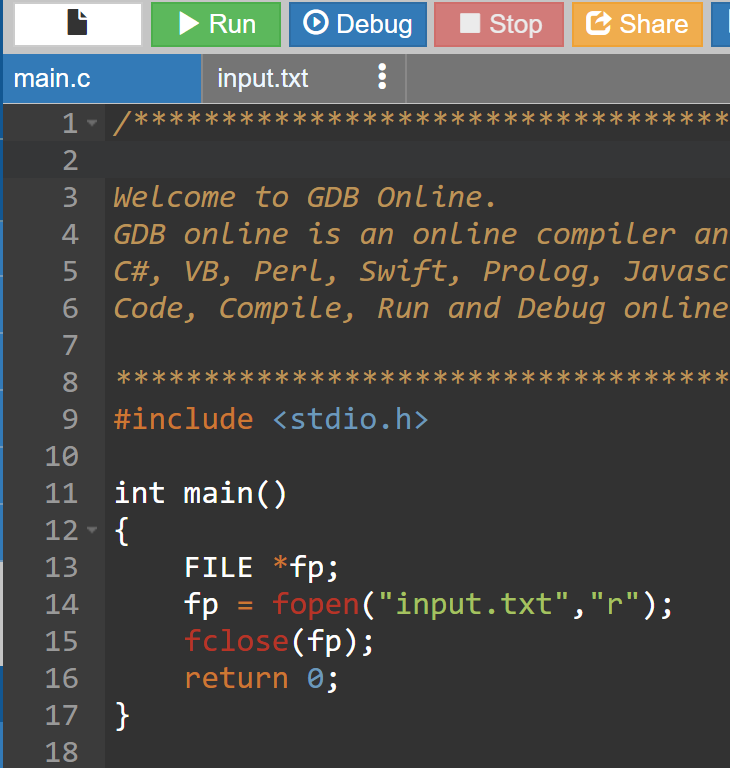 Run Debug Stop Share
main.c input.txt
1 /***********************************
2
3 Welcome to GDB Online.
4 GDB online is an online compiler an
5 C#, VB, Perl, Swift, Prolog, Javasc
6 Code, Compile, Run and Debug online
7
8 ***********************************
9 #include <stdio.h>
10
11 int main()
12 {
13     FILE *fp;
14     fp = fopen("input.txt","r");
15     fclose(fp);
16     return 0;
17 }
18